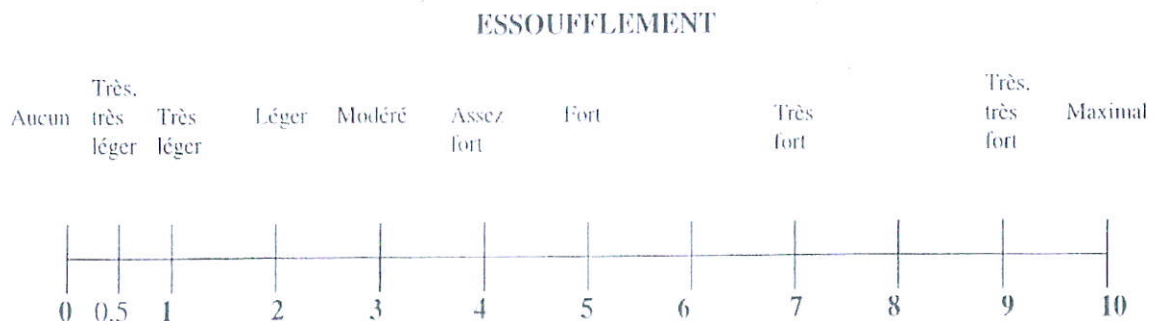 ESSOUFFLEMENT
Aucun
Très,
très
léger
Très
léger
Léger
Modéré
Assez
fort
Fort
Très
fort
Très,
très
fort
Maximal
0 0,5 1 2 3 4 5 6 7 8 9 10